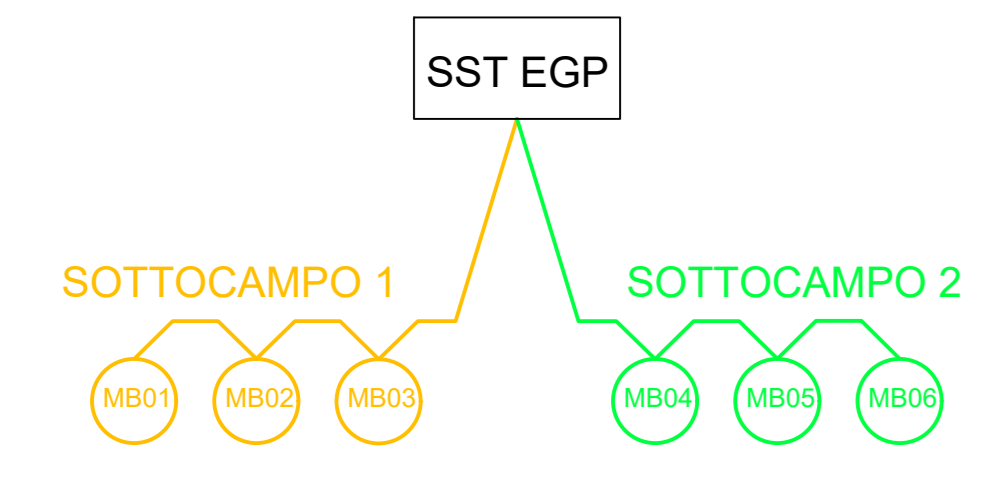 SST EGP
SOTTOCAMPO 1
SOTTOCAMPO 2
MB01
MB02
MB03
MB04
MB05
MB06